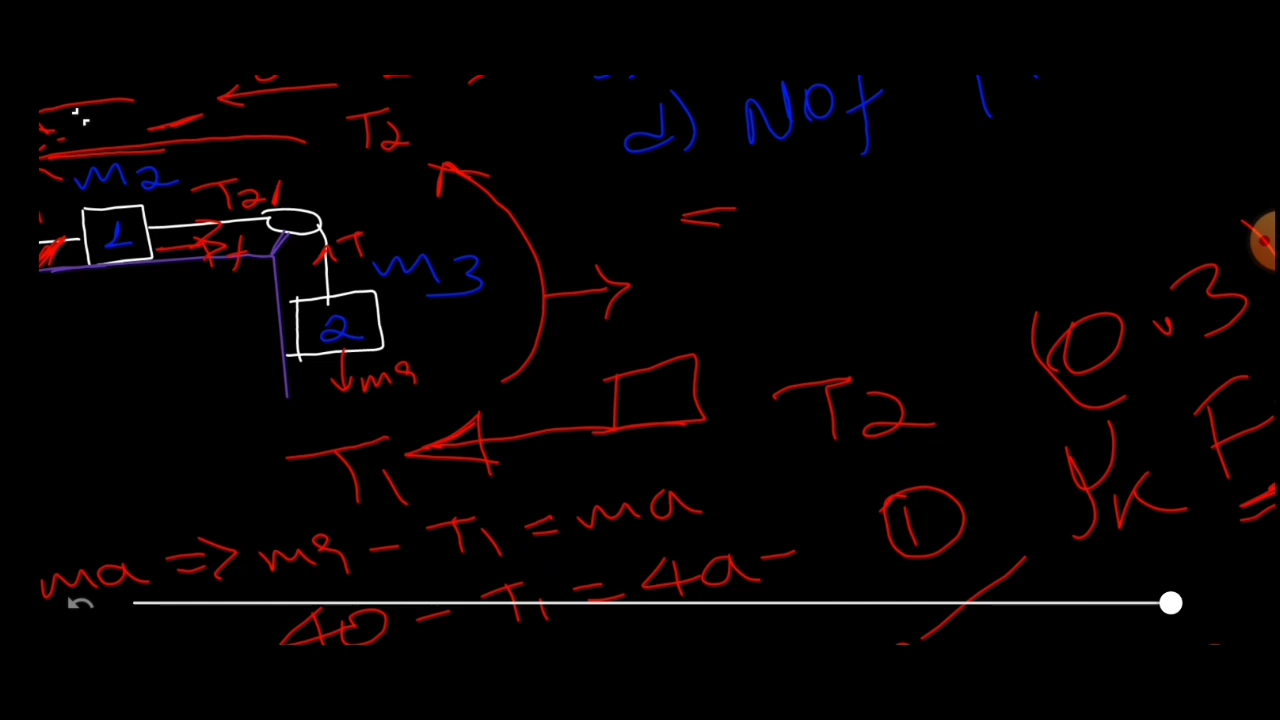 d) Not
T2
m2
T2
1
T
m3
2
mg
0.3
T1
T2
F
μk
ma => mg - T1 = ma
1
40 - T1 = 4a -